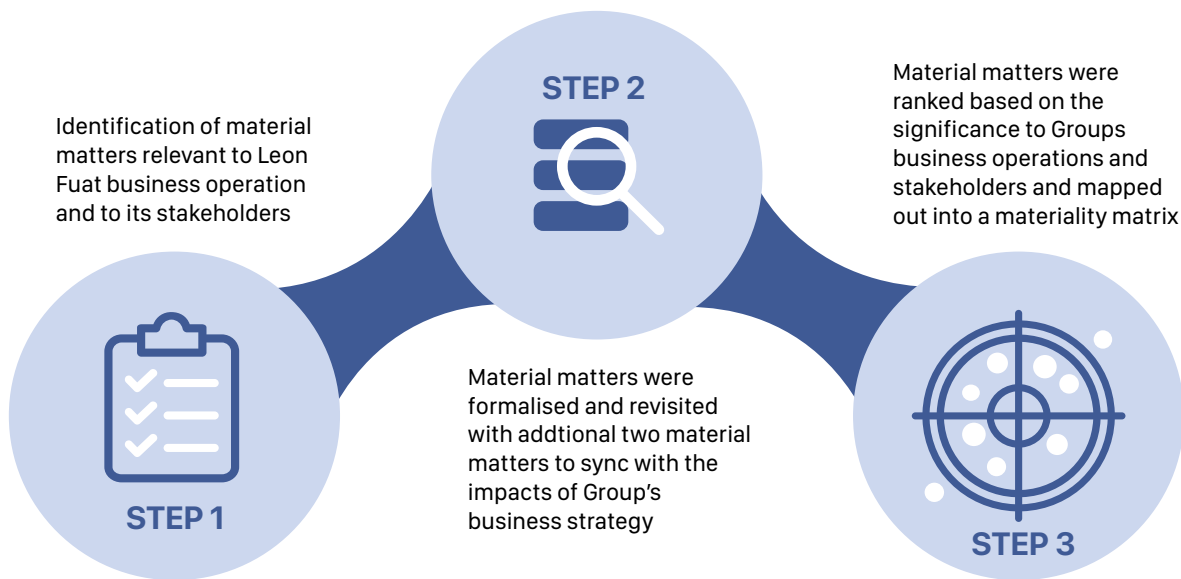 Identification of material
matters relevant to Leon
Fuat business operation
and to its stakeholders
STEP 1
STEP 2
Material matters were
formalised and revisited
with addtional two material
matters to sync with the
impacts of Group’s
business strategy
Material matters were
ranked based on the
significance to Groups
business operations and
stakeholders and mapped
out into a materiality matrix
STEP 3